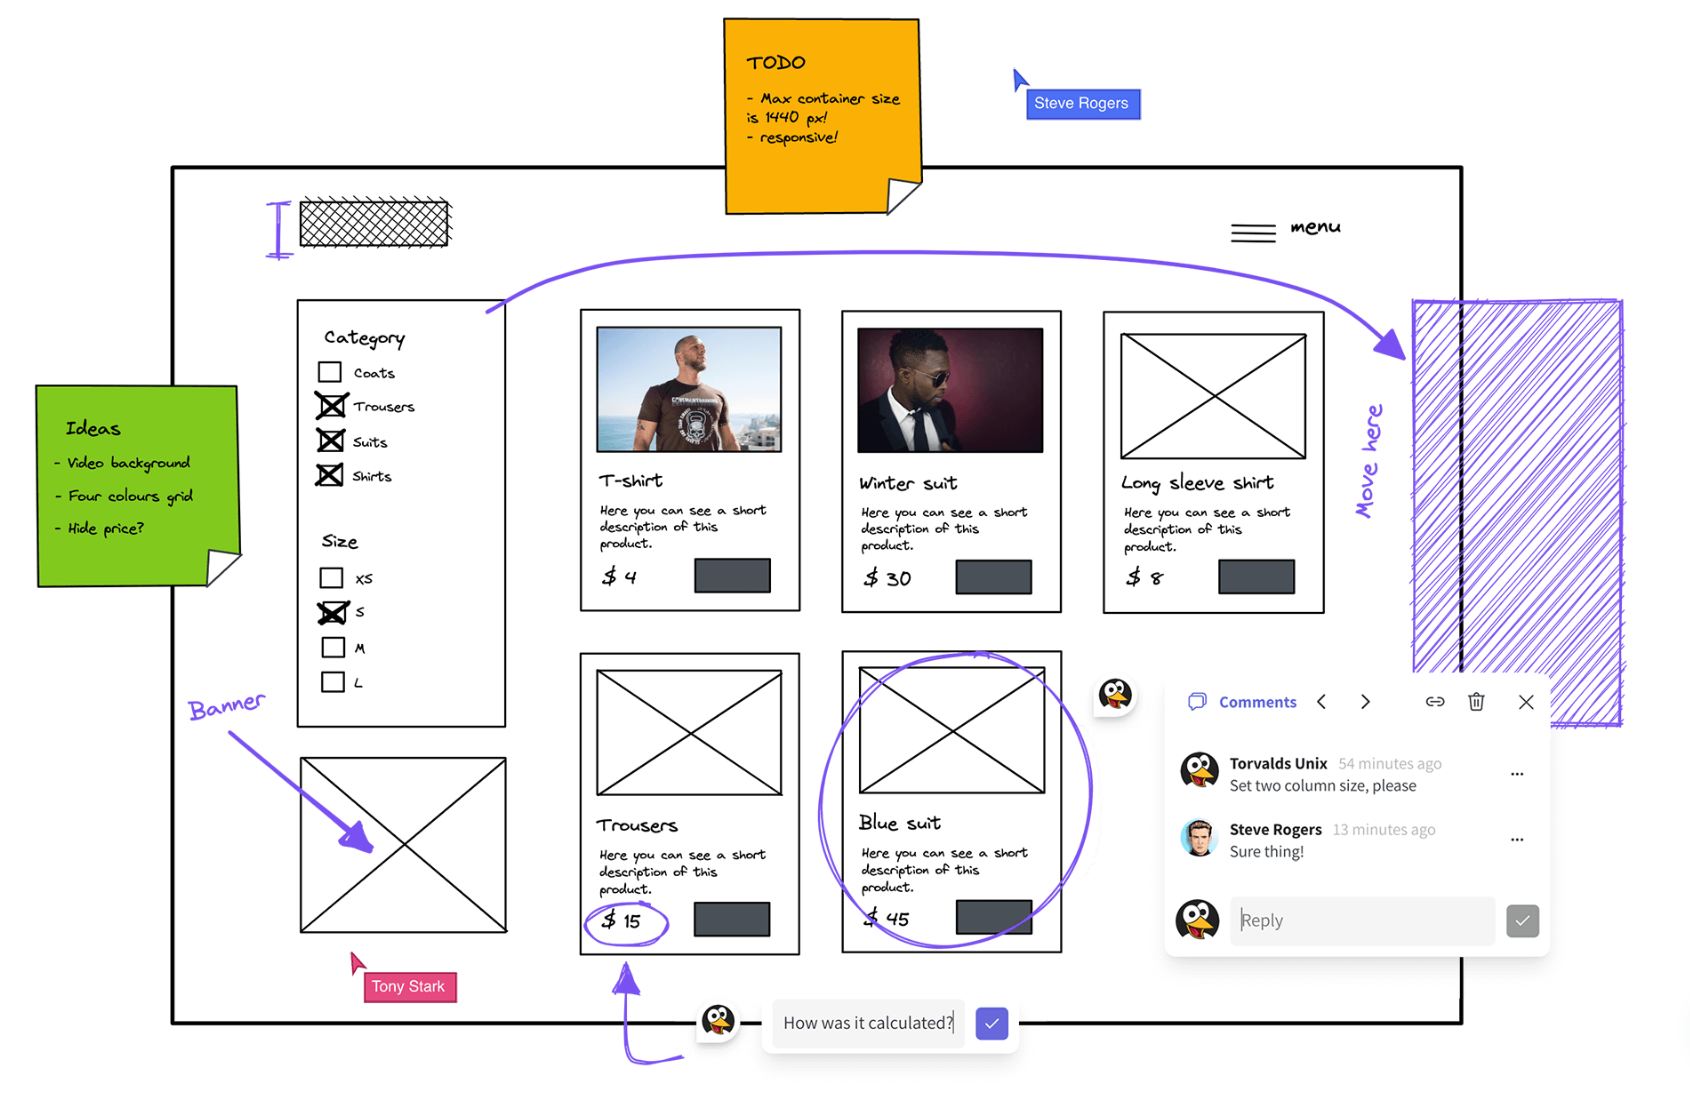 TODO
- Max container size
is 1440 px!
- responsive!
Steve Rogers
menu
Category
Coats
Trousers
Suits
Shirts
Size
XS
S
M
L
Ideas
- Video background
- Four colours grid
- Hide price?
Banner
T-shirt
Here you can see a short
description of this
product.
$ 4
Winter suit
Here you can see a short
description of this
product.
$ 30
Long sleeve shirt
Here you can see a short
description of this
product.
$ 8
Move here
Trousers
Here you can see a short
description of this
product.
$ 15
Blue suit
Here you can see a short
description of this
product.
$ 45
Comments
Torvalds Unix 54 minutes ago
Set two column size, please
Steve Rogers 13 minutes ago
Sure thing!
Reply
Tony Stark
How was it calculated?